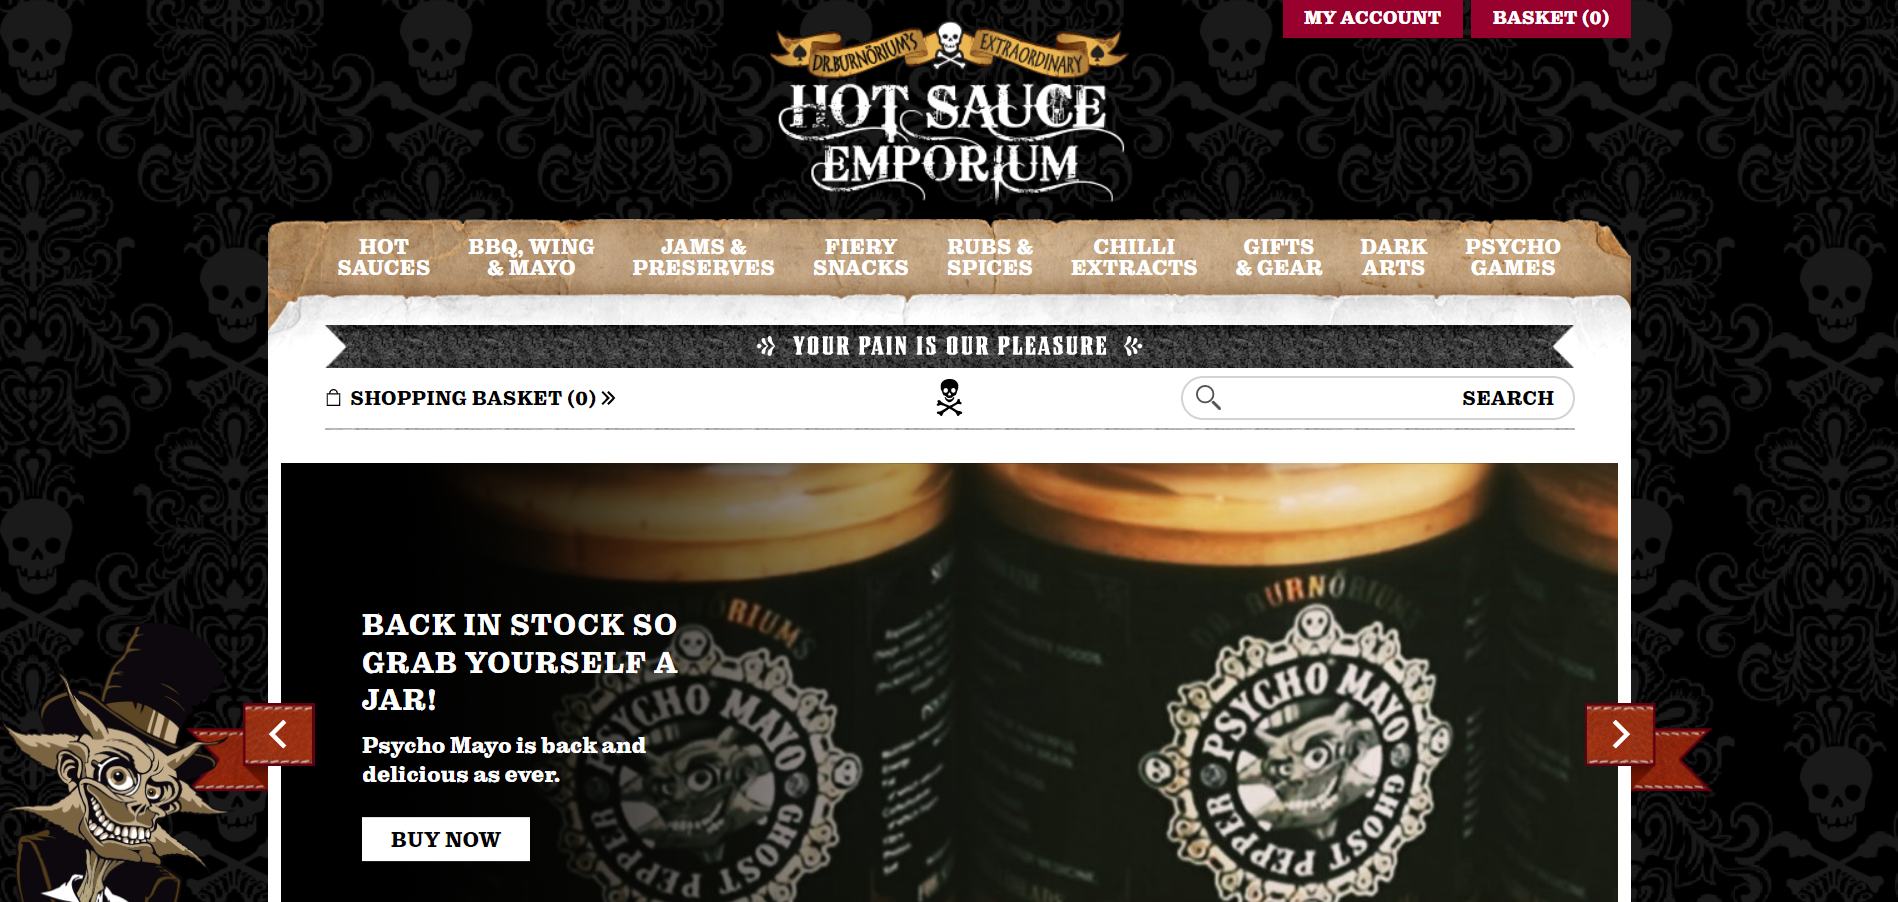 MY ACCOUNT
BASKET (0)
DR.BURNÖRIUM'S EXTRAORDINARY
HOT SAUCE
EMPORIUM
HOT
SAUCES
BBQ, WING
& MAYO
JAMS &
PRESERVES
FIERY
SNACKS
RUBS &
SPICES
CHILLI
EXTRACTS
GIFTS
& GEAR
DARK
ARTS
PSYCHO
GAMES
YOUR PAIN IS OUR PLEASURE
SHOPPING BASKET (0) »
SEARCH
BACK IN STOCK SO
GRAB YOURSELF A
JAR!
Psycho Mayo is back and
delicious as ever.
BUY NOW
PSYCHO MAYO
GHOST PEPPER
DR. BURNÖRIUMS
PSYCHO MAYO
GHOST PEPPER